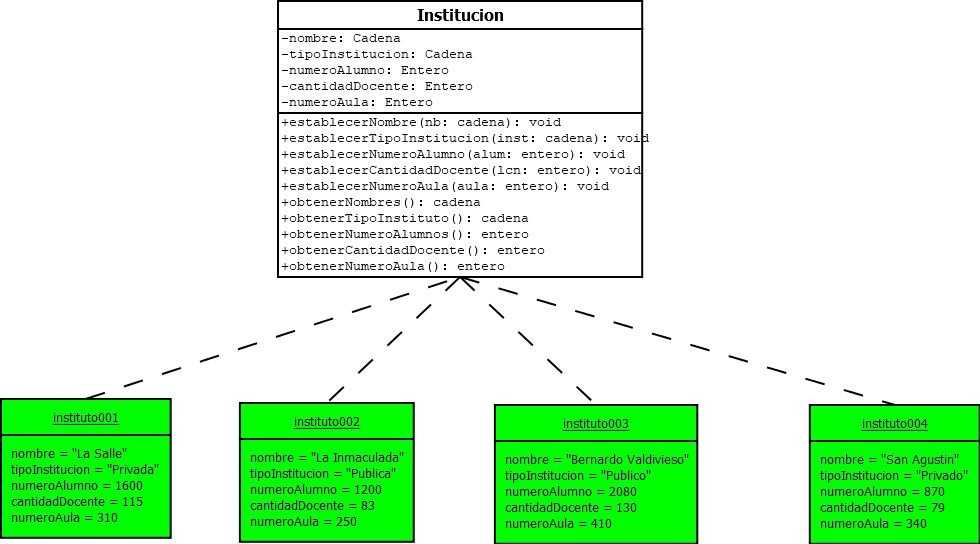 Institucion
-nombre: Cadena
-tipoInstitucion: Cadena
-numeroAlumno: Entero
-cantidadDocente: Entero
-numeroAula: Entero
+establecerNombre(nb: cadena): void
+establecerTipoInstitucion(inst: cadena): void
+establecerNumeroAlumno(alum: entero): void
+establecerCantidadDocente(lcn: entero): void
+establecerNumeroAula(aula: entero): void
+obtenerNombres(): cadena
+obtenerTipoInstituto(): cadena
+obtenerNumeroAlumnos(): entero
+obtenerCantidadDocente(): entero
+obtenerNumeroAula(): entero
instituto001
nombre = "La Salle"
tipoInstitucion = "Privada"
numeroAlumno = 1600
cantidadDocente = 115
numeroAula = 310
instituto002
nombre = "La Inmaculada"
tipoInstitucion = "Publica"
numeroAlumno = 1200
cantidadDocente = 83
numeroAula = 250
instituto003
nombre = "Bernardo Valdivieso"
tipoInstitucion = "Publico"
numeroAlumno = 2080
cantidadDocente = 130
numeroAula = 410
instituto004
nombre = "San Agustin"
tipoInstitucion = "Privado"
numeroAlumno = 870
cantidadDocente = 79
numeroAula = 340